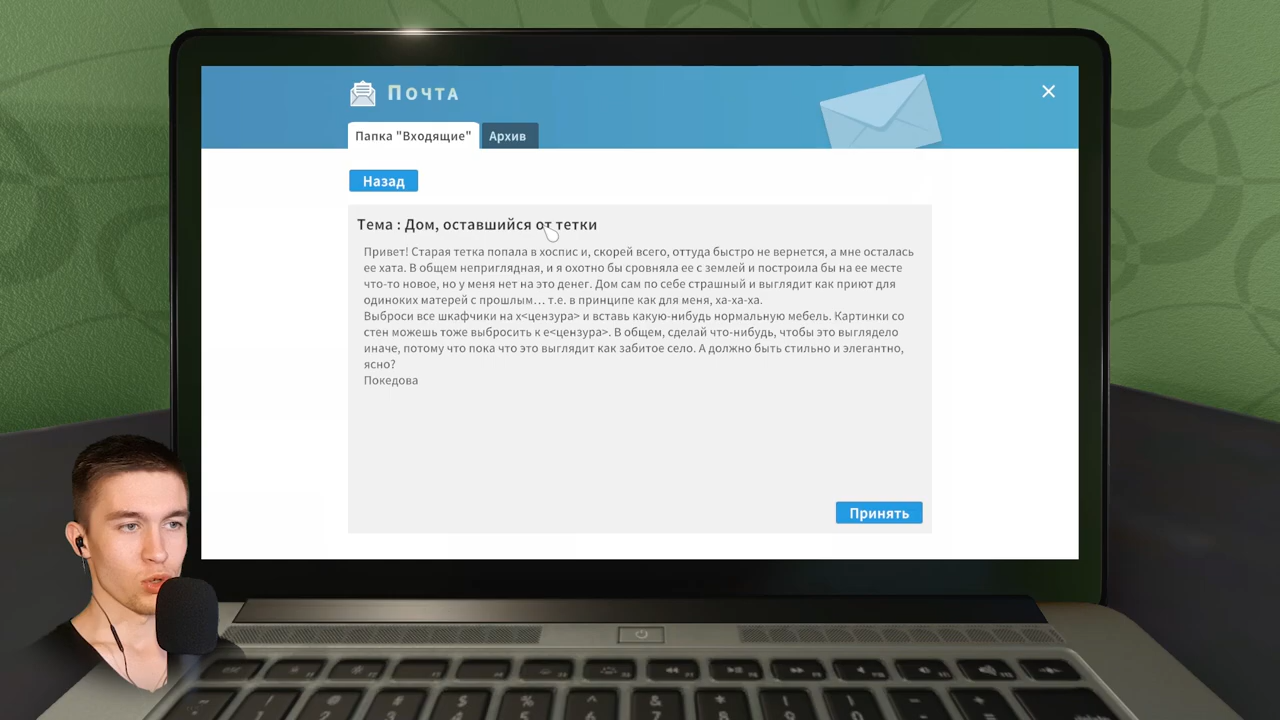 Почта
Папка "Входящие"
Архив
Назад
Тема : Дом, оставшийся от тетки
Привет! Старая тетка попала в хоспис и, скорей всего, оттуда быстро не вернется, а мне осталась
ее хата. В общем неприглядная, и я охотно бы сровняла ее с землей и построила бы на ее месте
что-то новое, но у меня нет на это денег. Дом сам по себе страшный и выглядит как приют для
одиноких матерей с прошлым... т.е. в принципе как для меня, ха-ха-ха.
Выброси все шкафчики на х<цензура> и вставь какую-нибудь нормальную мебель. Картинки со
стен можешь тоже выбросить к е<цензура>. В общем, сделай что-нибудь, чтобы это выглядело
иначе, потому что пока что это выглядит как забитое село. А должно быть стильно и элегантно,
ясно?
Покедова
Принять